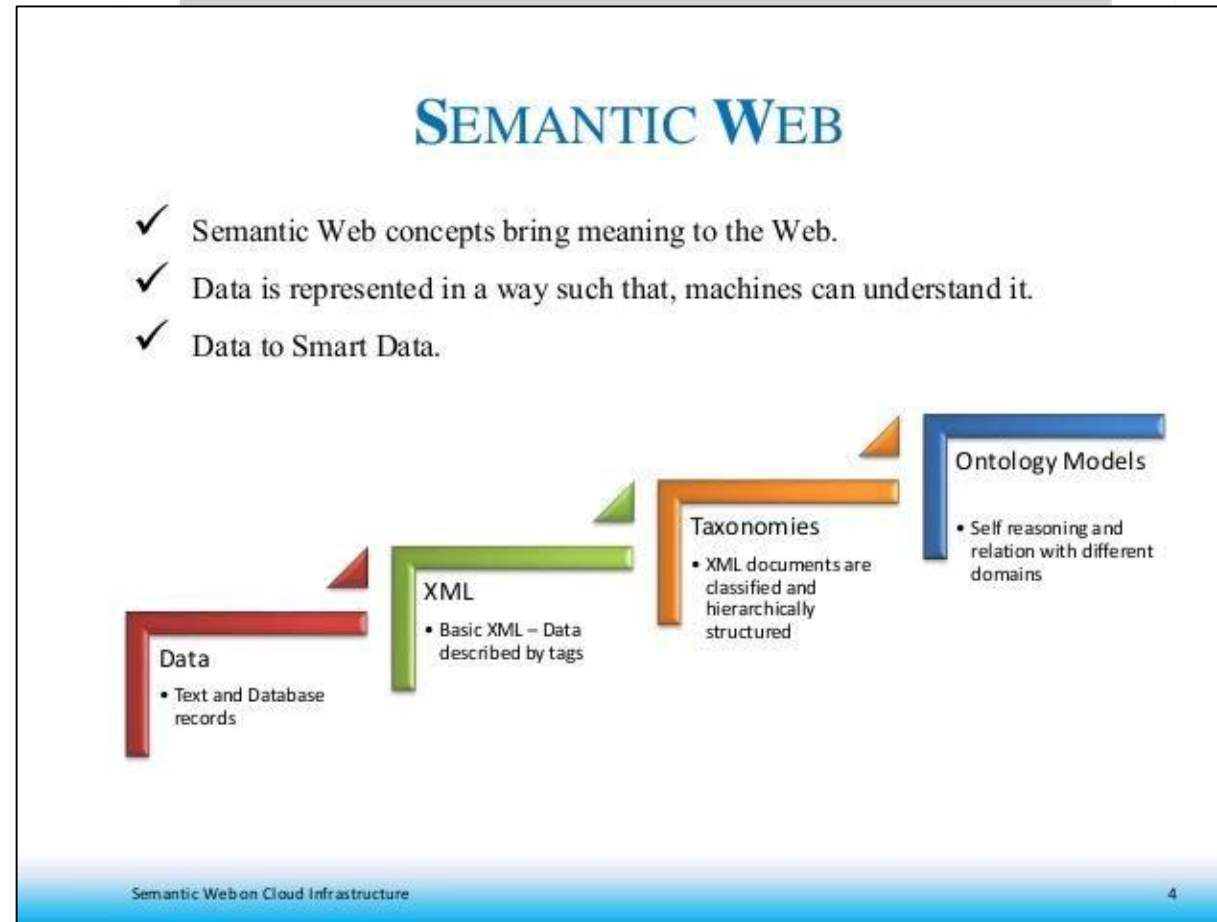 SEMANTIC WEB
✓ Semantic Web concepts bring meaning to the Web.
✓ Data is represented in a way such that, machines can understand it.
✓ Data to Smart Data.
Data
• Text and Database
records
XML
• Basic XML – Data
described by tags
Taxonomies
• XML documents are
classified and
hierarchically
structured
Ontology Models
• Self reasoning and
relation with different
domains
Semantic Web on Cloud Infrastructure
4